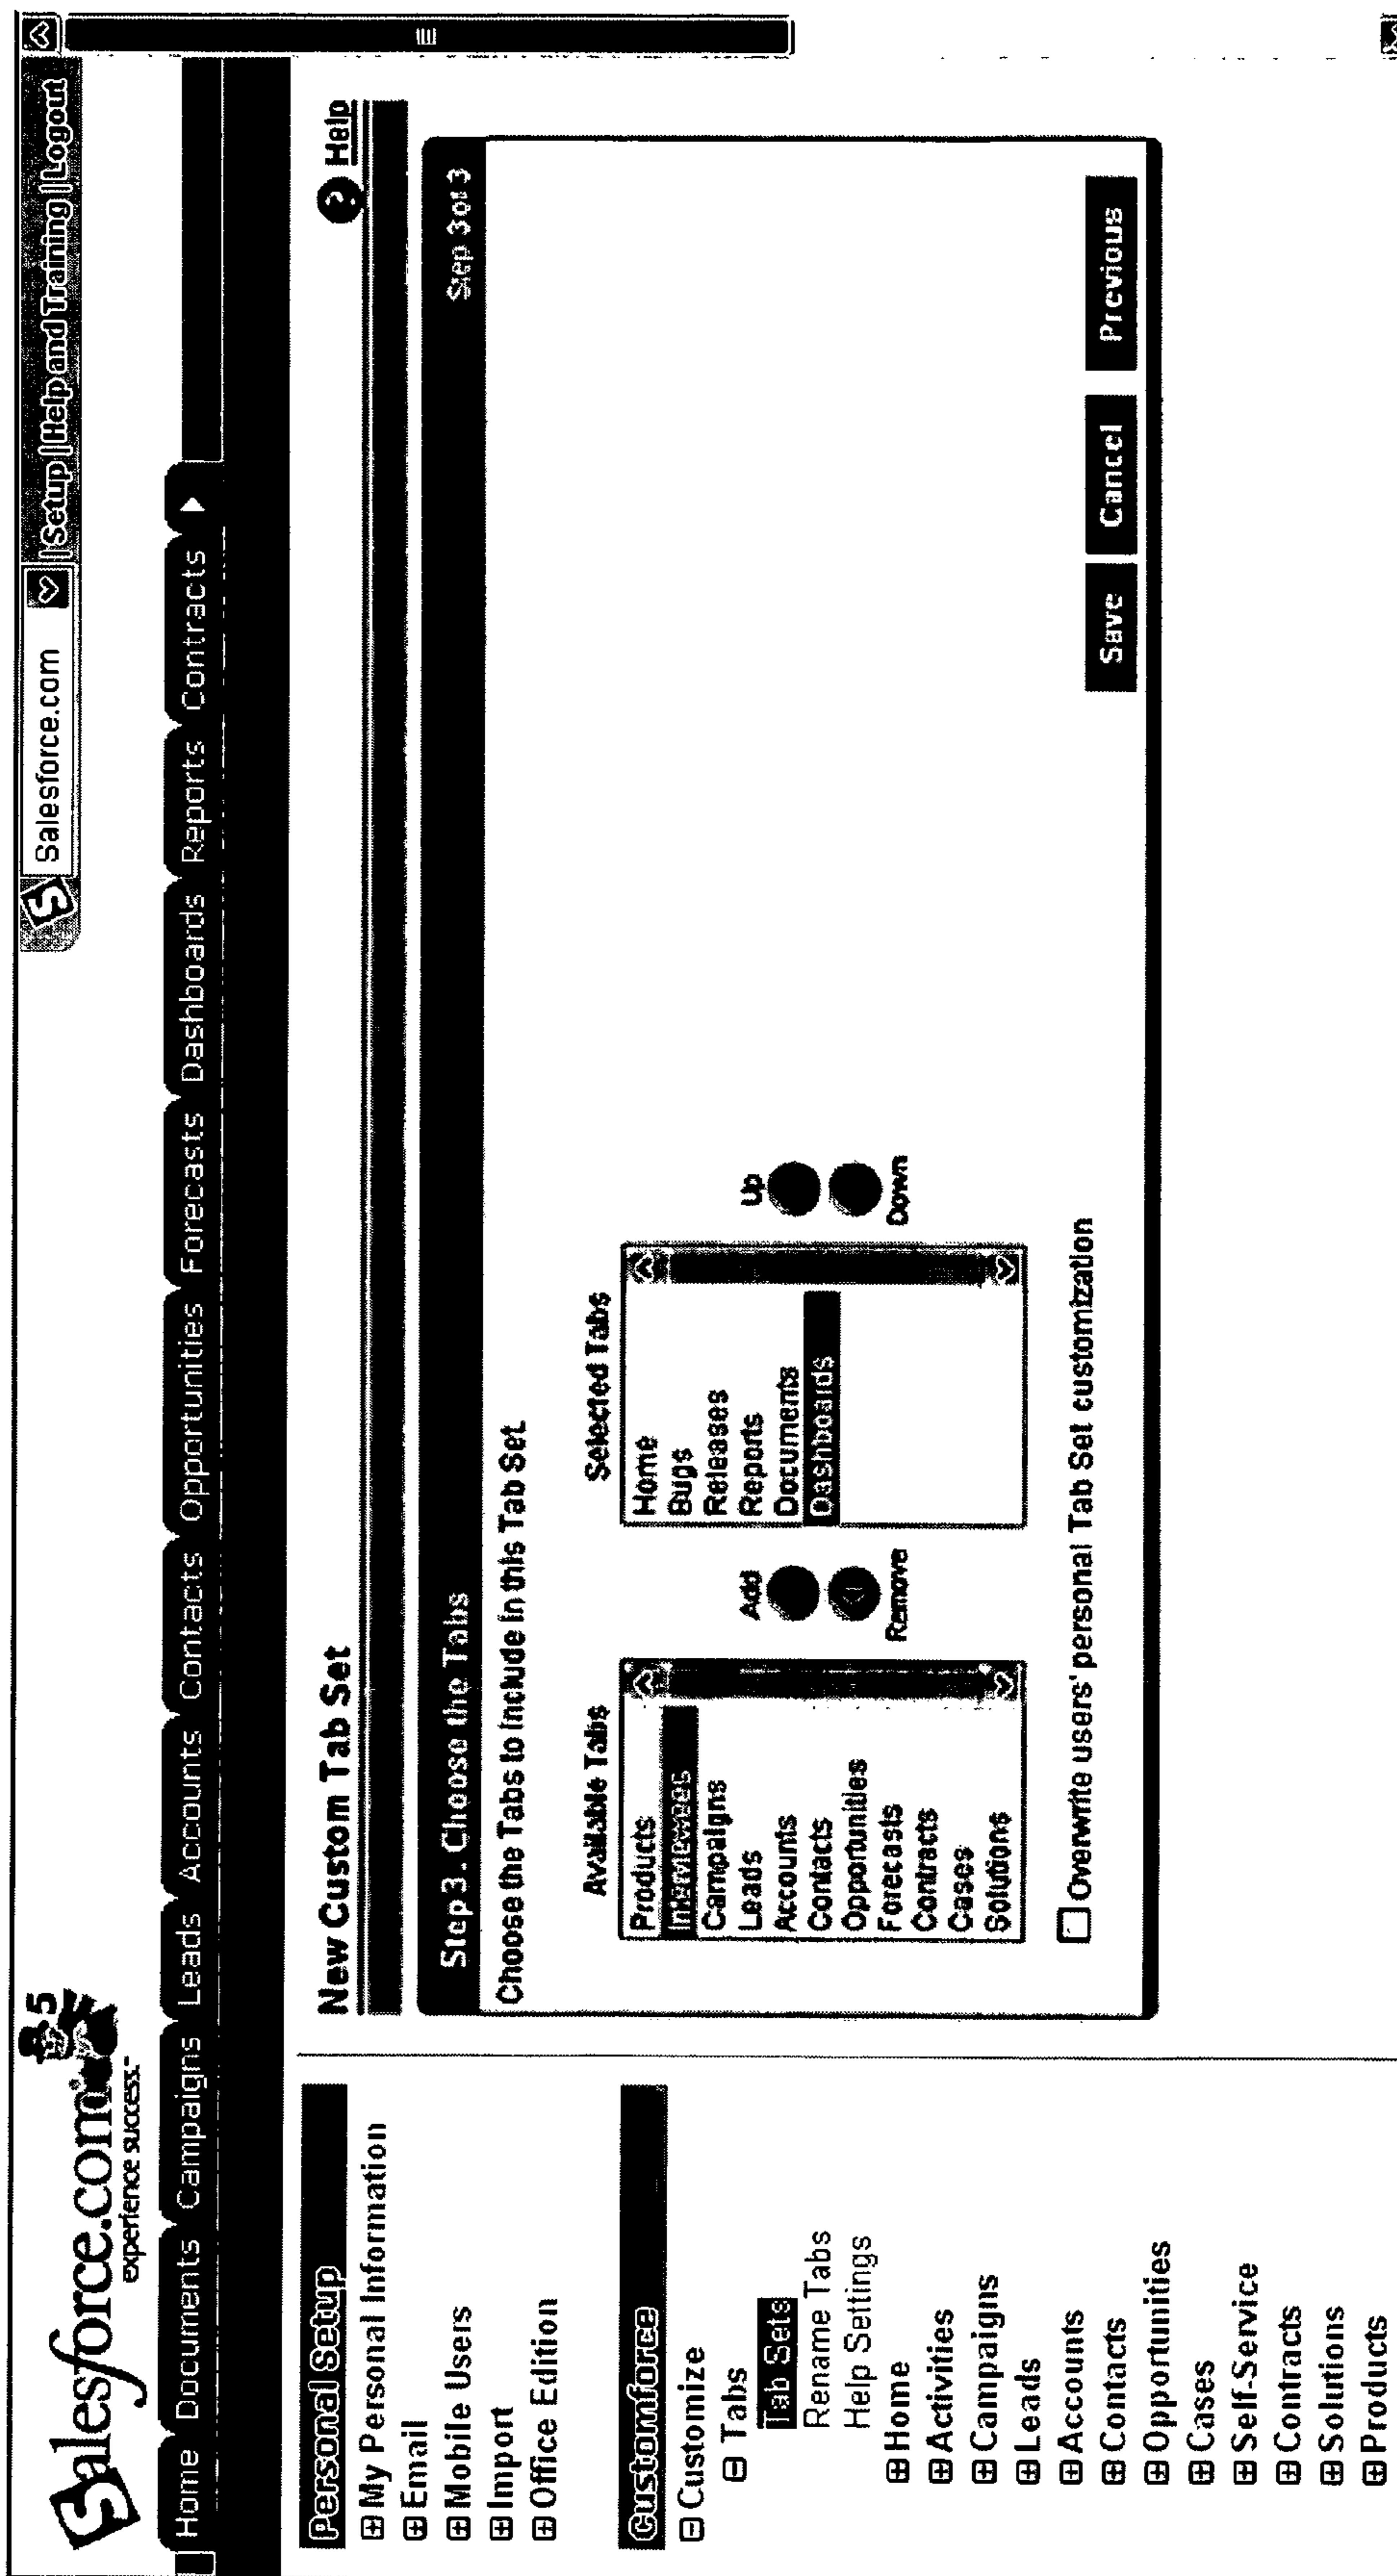 salesforce.com
experience success™
Salesforce.com | Setup | Help and Training | Logout
Home Documents Campaigns Leads Accounts Contacts Opportunities Forecasts Dashboards Reports Contracts
Personal Setup
My Personal Information
Email
Mobile Users
Import
Office Edition
Customforce
Customize
Tabs
Tab Sets
Rename Tabs
Help Settings
Home
Activities
Campaigns
Leads
Accounts
Contacts
Opportunities
Cases
Self-Service
Contracts
Solutions
Products
New Custom Tab Set
? Help
Step 3. Choose the Tabs
Step 3 of 3
Choose the Tabs to include in this Tab Set.
Available Tabs
Products
Interviewees
Campaigns
Leads
Accounts
Contacts
Opportunities
Forecasts
Contracts
Cases
Solutions
Add
Remove
Selected Tabs
Home
Bugs
Releases
Reports
Documents
Dashboards
Up
Down
Overwrite users' personal Tab Set customization
Save Cancel Previous